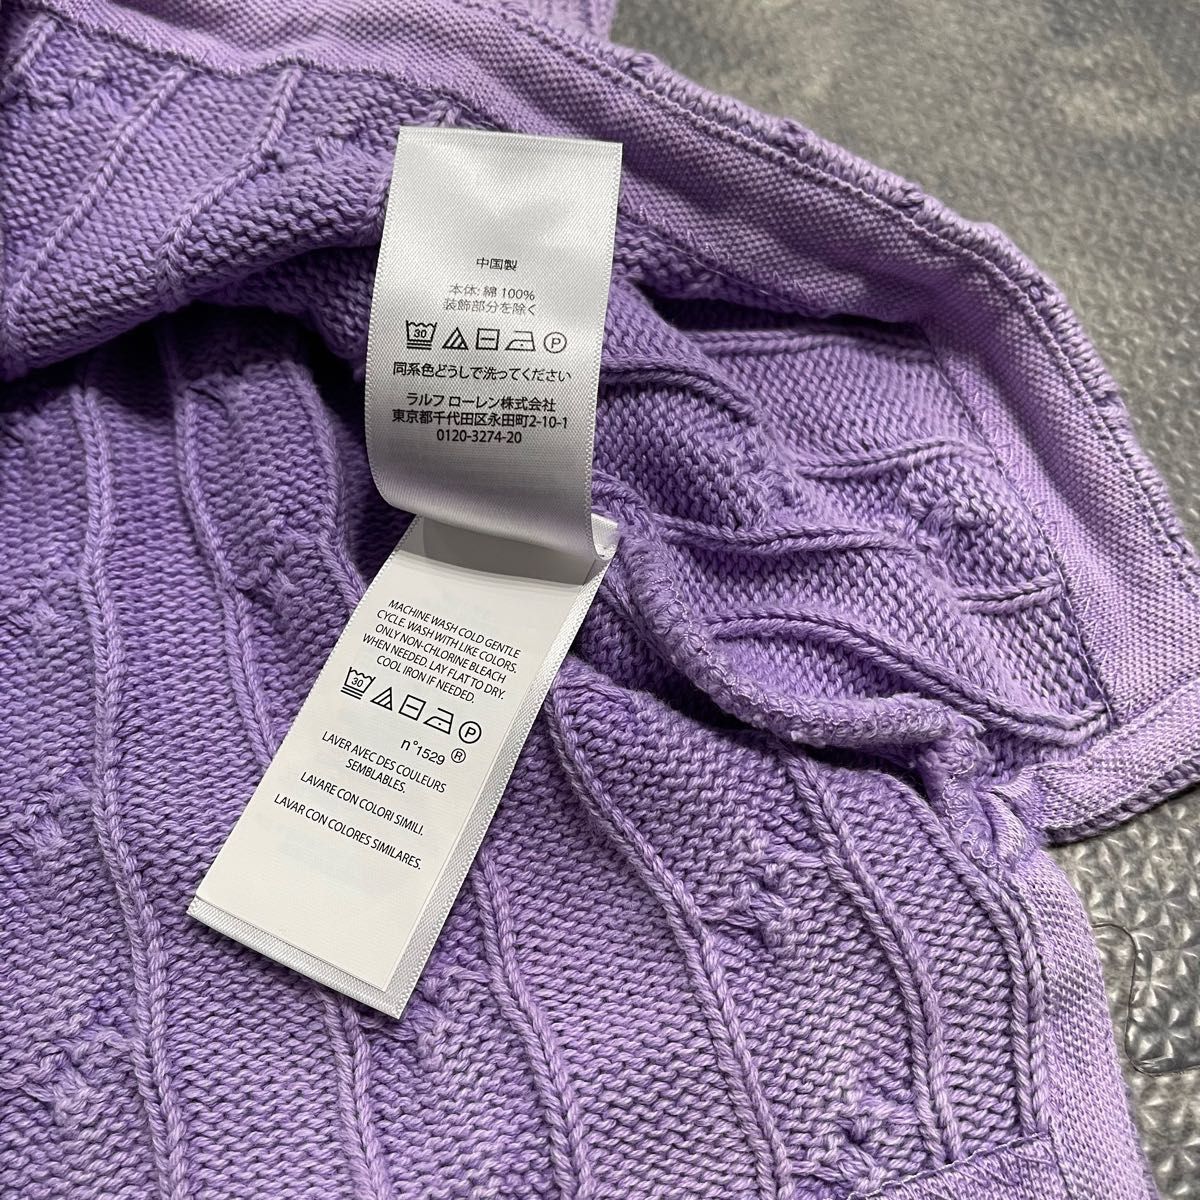 中国製
本体: 綿 100%
装飾部分を除く
30 P
同系色どうしで洗ってください
ラルフ ローレン株式会社
東京都千代田区永田町2-10-1
0120-3274-20
MACHINE WASH COLD GENTLE
CYCLE. WASH WITH LIKE COLORS.
ONLY NON-CHLORINE BLEACH
WHEN NEEDED. LAY FLAT TO DRY.
COOL IRON IF NEEDED.
30 P
n°1529 ®
LAVER AVEC DES COULEURS
SEMBLABLES.
LAVARE CON COLORI SIMILI.
LAVAR CON COLORES SIMILARES.